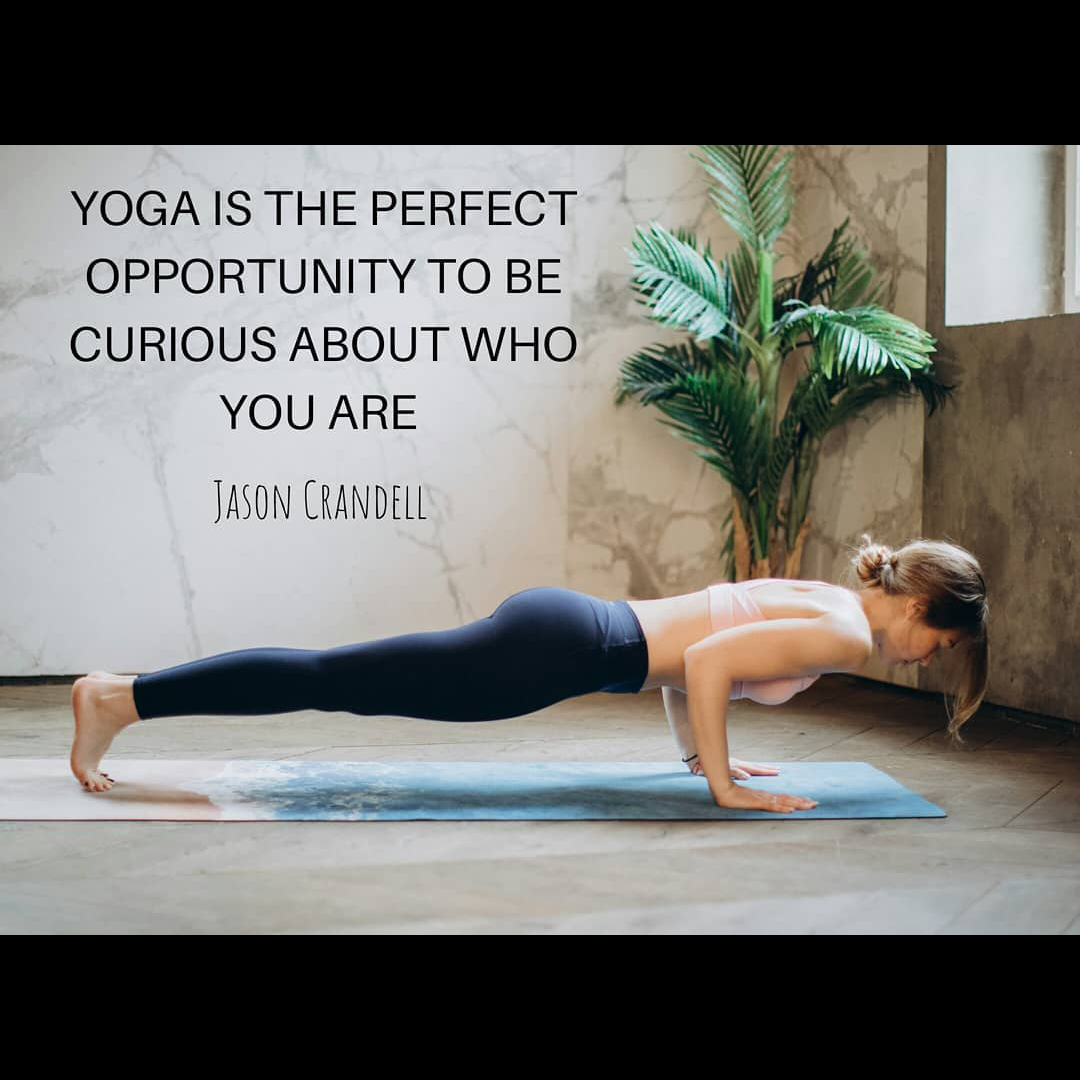 YOGA IS THE PERFECT
OPPORTUNITY TO BE
CURIOUS ABOUT WHO
YOU ARE
JASON CRANDELL